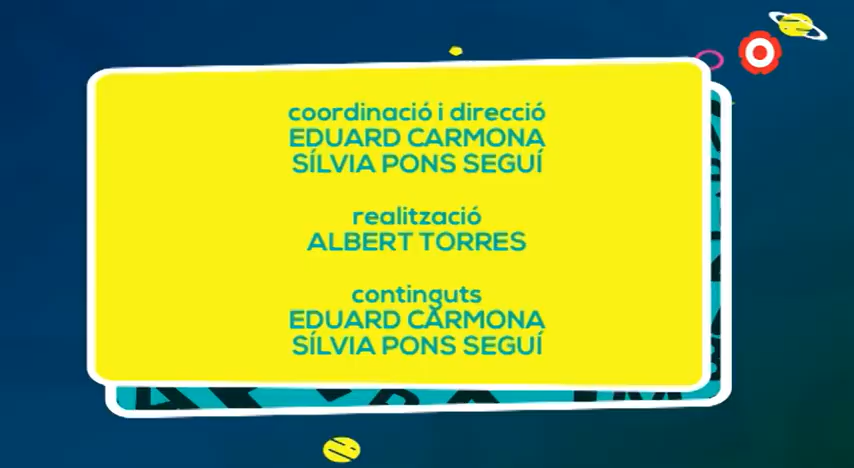 coordinació i direcció
EDUARD CARMONA
SÍLVIA PONS SEGUÍ
realització
ALBERT TORRES
continguts
EDUARD CARMONA
SÍLVIA PONS SEGUÍ